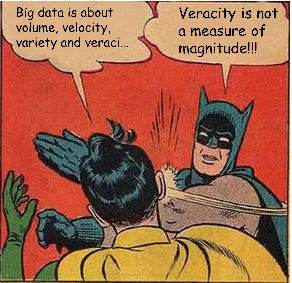 Big data is about
volume, velocity,
variety and veraci...
Veracity is not
a measure of
magnitude!!!